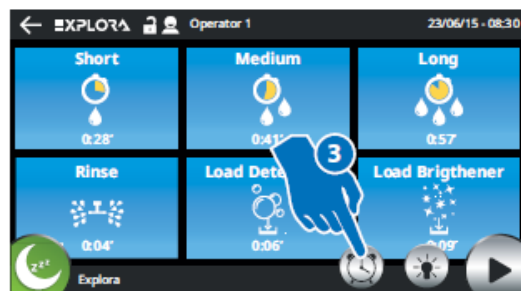 EXPLORA Operator 1 23/06/15 - 08:30
Short Medium Long
0:28" 0:41" 0:57
3
Rinse Load Dete Load Brigthener
0:04" 0:06" 0:09"
zzz
Explora